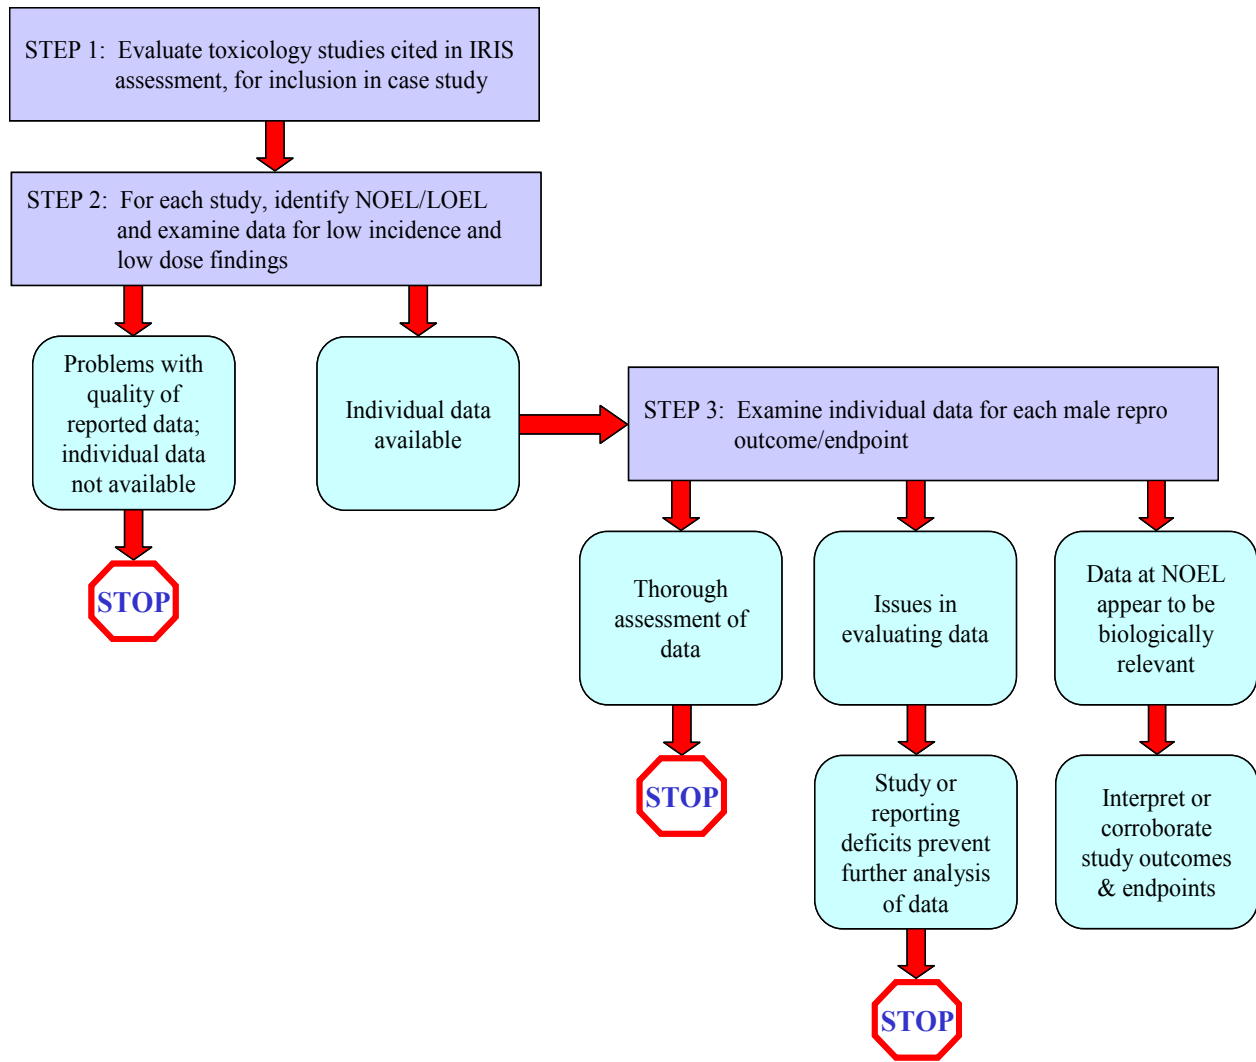 STEP 1: Evaluate toxicology studies cited in IRIS
assessment, for inclusion in case study
STEP 2: For each study, identify NOEL/LOEL
and examine data for low incidence and
low dose findings
Problems with
quality of
reported data;
individual data
not available
STOP
Individual data
available
STEP 3: Examine individual data for each male repro
outcome/endpoint
Thorough
assessment of
data
STOP
Issues in
evaluating data
Study or
reporting
deficits prevent
further analysis
of data
STOP
Data at NOEL
appear to be
biologically
relevant
Interpret or
corroborate
study outcomes
& endpoints